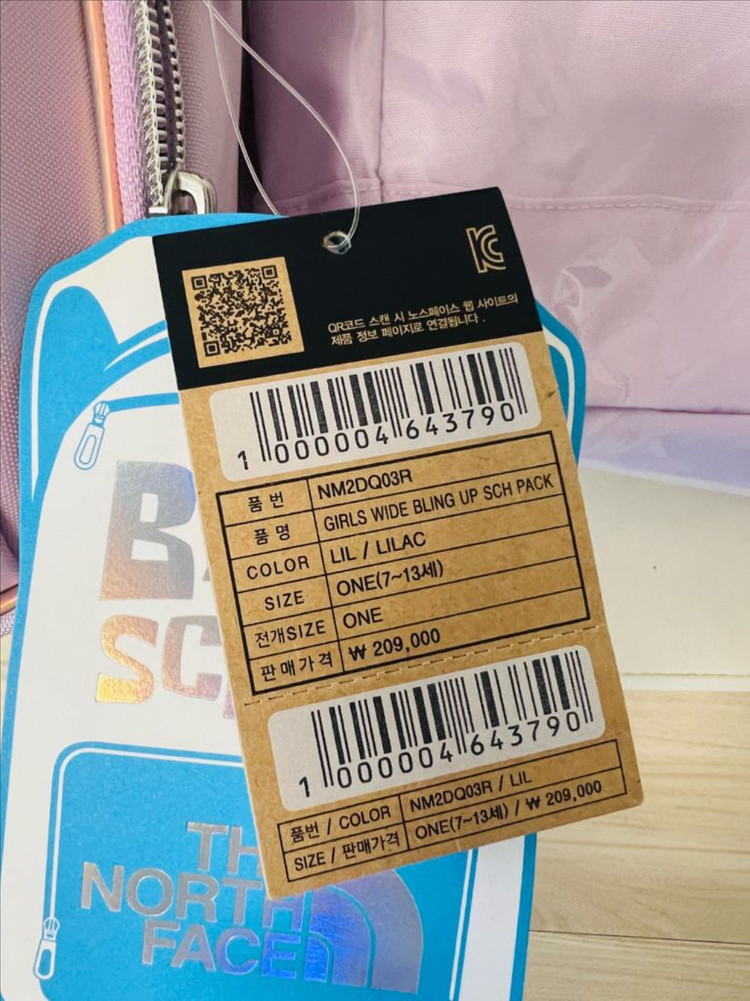 QR코드 스캔 시 노스페이스 웹 사이트의
제품 정보 페이지로 연결됩니다 .
1 000004 643790
품 번 NM2DQ03R
품 명 GIRLS WIDE BLING UP SCH PACK
COLOR LIL / LILAC
SIZE ONE(7~13세)
전개SIZE ONE
판매가격 ₩ 209,000
1 000004 643790
품번 / COLOR NM2DQ03R / LIL
SIZE / 판매가격 ONE(7~13세) / ₩ 209,000
THE
NORTH
FACE